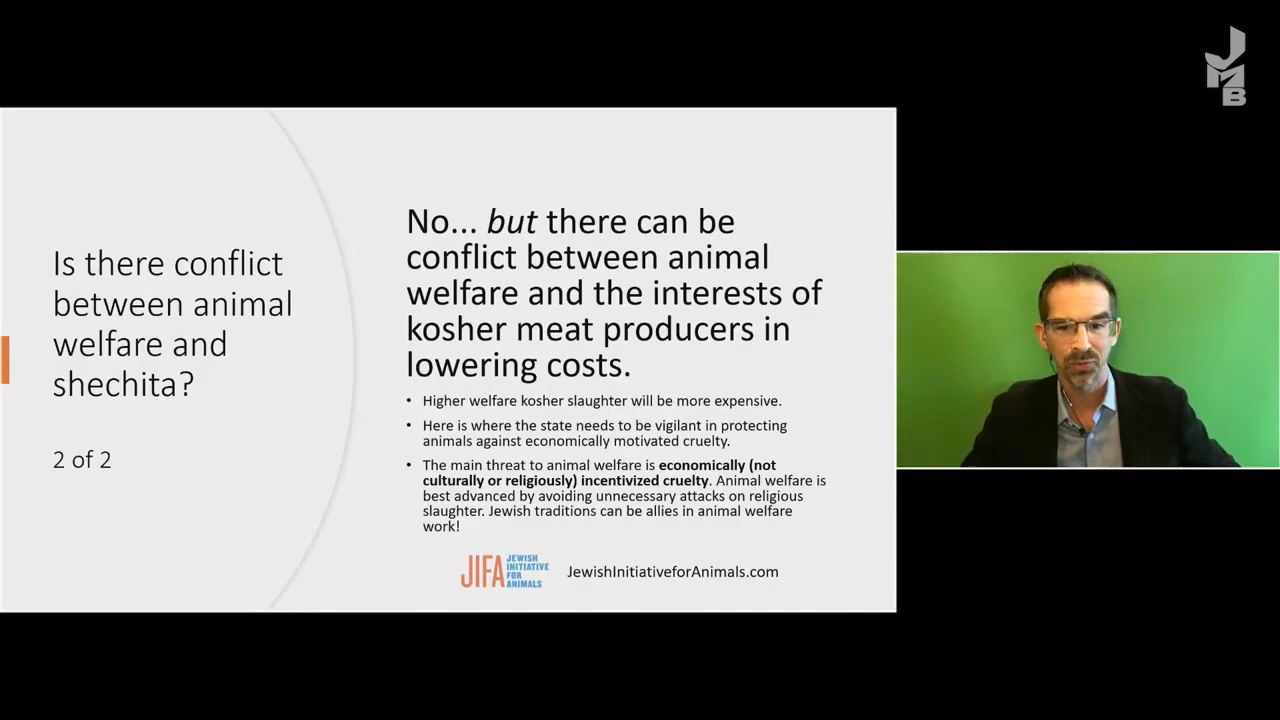 JMB
Is there conflict
between animal
welfare and
shechita?
2 of 2
No... but there can be
conflict between animal
welfare and the interests of
kosher meat producers in
lowering costs.
• Higher welfare kosher slaughter will be more expensive.
• Here is where the state needs to be vigilant in protecting
animals against economically motivated cruelty.
• The main threat to animal welfare is economically (not
culturally or religiously) incentivized cruelty. Animal welfare is
best advanced by avoiding unnecessary attacks on religious
slaughter. Jewish traditions can be allies in animal welfare
work!
JIFA JEWISH
INITIATIVE
FOR
ANIMALS
JewishInitiativeforAnimals.com